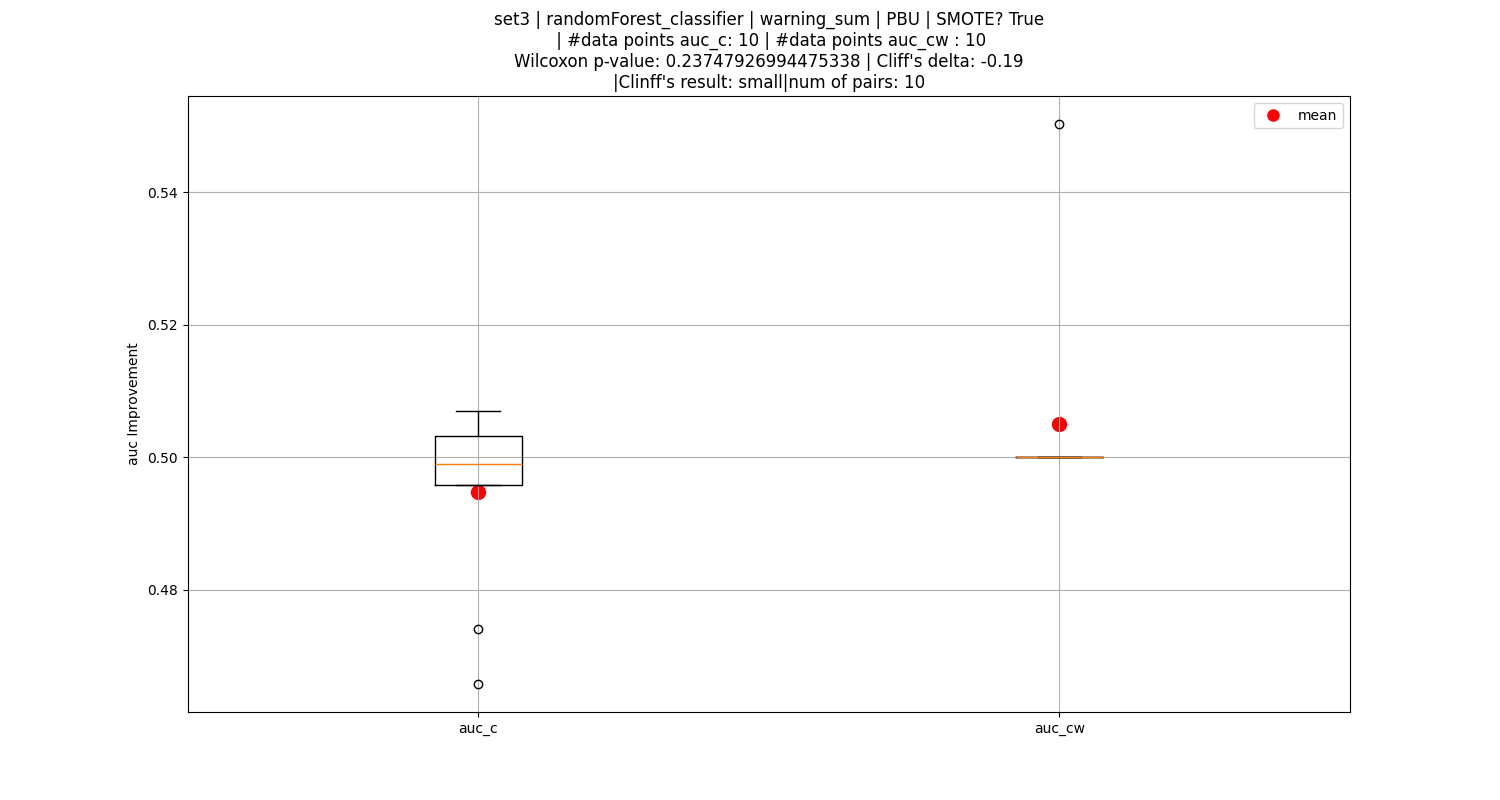 set3 | randomForest_classifier | warning_sum | PBU | SMOTE? True
| #data points auc_c: 10 | #data points auc_cw : 10
Wilcoxon p-value: 0.23747926994475338 | Cliff's delta: -0.19
|Clinff's result: small|num of pairs: 10
mean
0.54
0.52
0.50
0.48
auc Improvement
auc_c
auc_cw